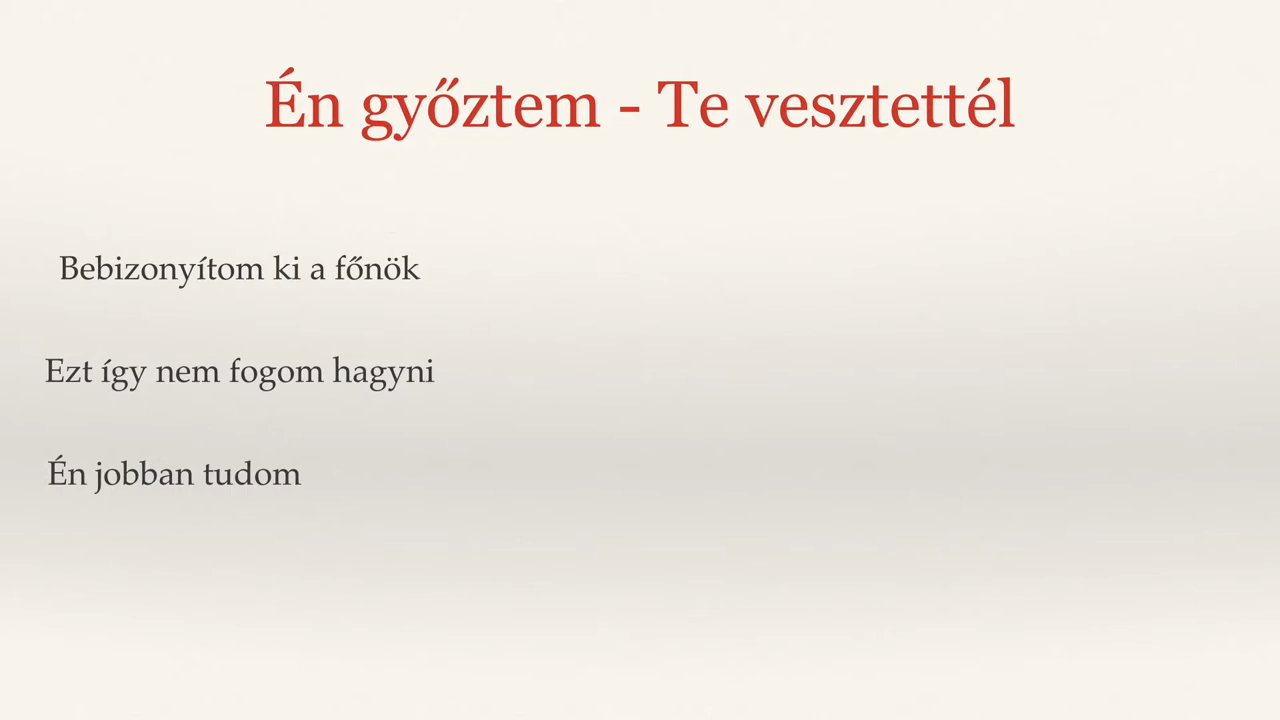 Én győztem - Te vesztettél
Bebizonyítom ki a főnök
Ezt így nem fogom hagyni
Én jobban tudom